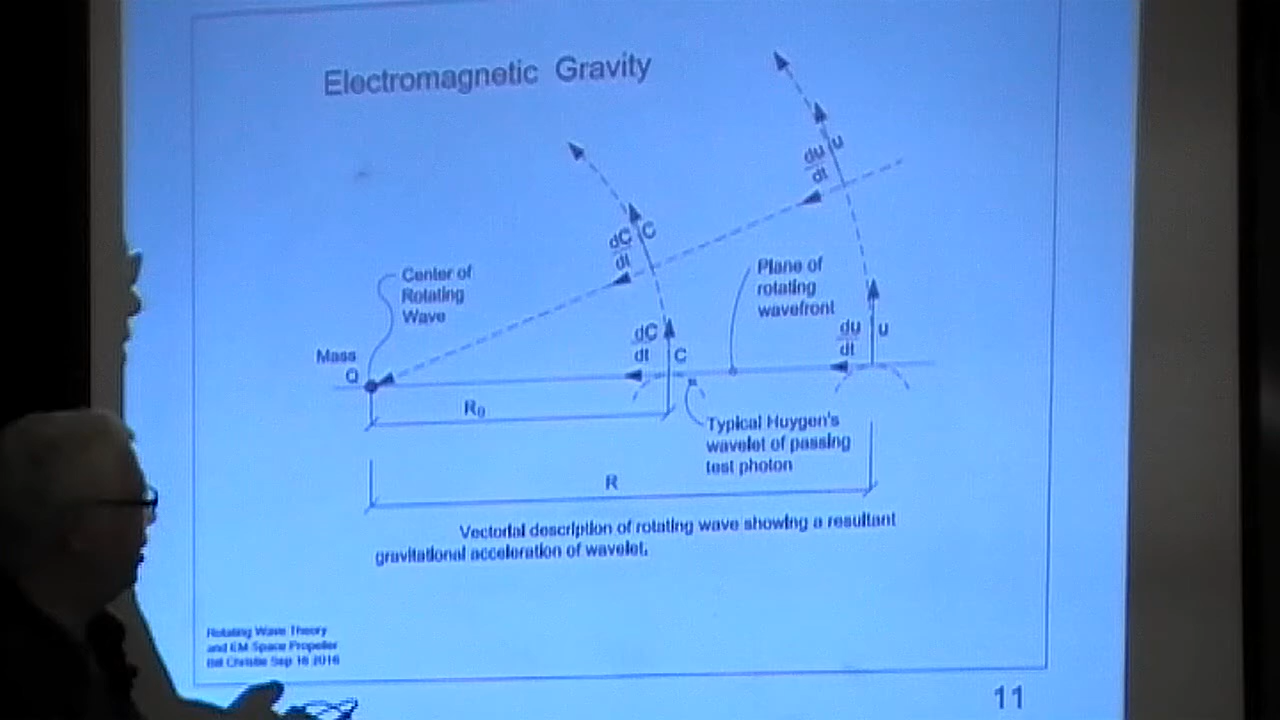 Electromagnetic Gravity
du
dt
u
dC
dt
C
Center of
Rotating
Wave
Plane of
rotating
wavefront
Mass
Q
dC
dt
C
du
dt
u
R0
Typical Huygen's
wavelet of passing
test photon
R
Vectorial description of rotating wave showing a resultant
gravitational acceleration of wavelet.
Rotating Wave Theory
and EM Space Propeller
Bill Christie Sep 16 2016
11